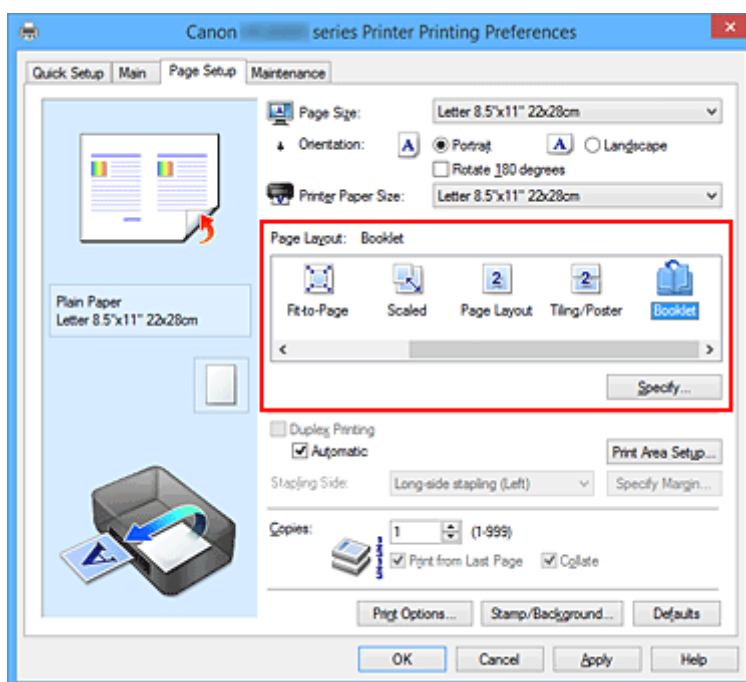 Canon series Printer Printing Preferences
Quick Setup Main Page Setup Maintenance
Page Size: Letter 8.5"x11" 22x28cm
Orientation: A Portrait A Landscape
Rotate 180 degrees
Printer Paper Size: Letter 8.5"x11" 22x28cm
Page Layout: Booklet
2 2
Fit-to-Page Scaled Page Layout Tiling/Poster Booklet
Specify...
Plain Paper
Letter 8.5"x11" 22x28cm
Duplex Printing
Automatic
Print Area Setup...
Stapling Side: Long-side stapling (Left) Specify Margin...
Copies: 1 (1-999)
Print from Last Page Collate
A
Print Options... Stamp/Background... Defaults
OK Cancel Apply Help